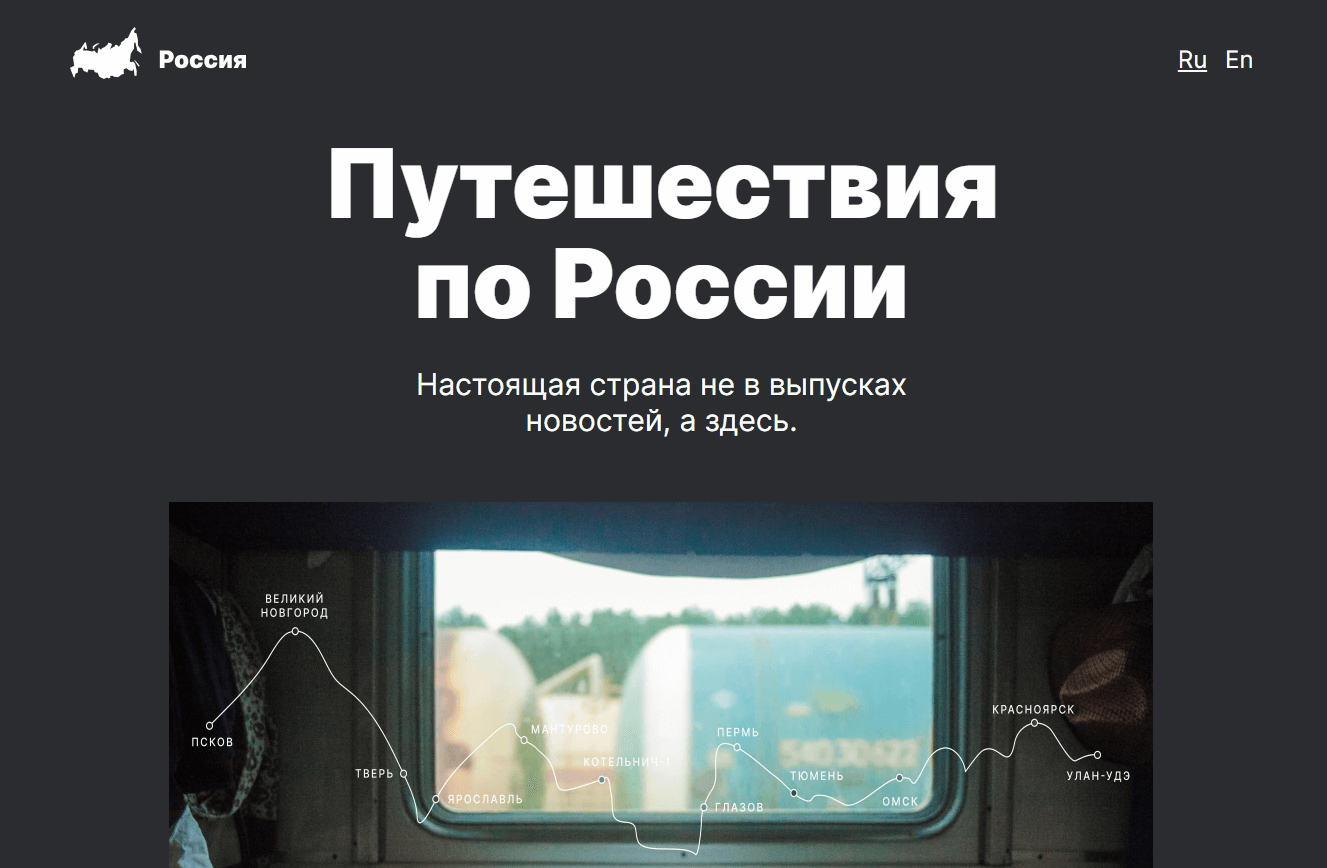 Россия
Ru En
Путешествия
по России
Настоящая страна не в выпусках
новостей, а здесь.
ВЕЛИКИЙ
НОВГОРОД
ПСКОВ
ТВЕРЬ
ЯРОСЛАВЛЬ
МАНТУРОВО
КОТЕЛЬНИЧ-1
ГЛАЗОВ
ПЕРМЬ
ТЮМЕНЬ
ОМСК
КРАСНОЯРСК
УЛАН-УДЭ
54030622